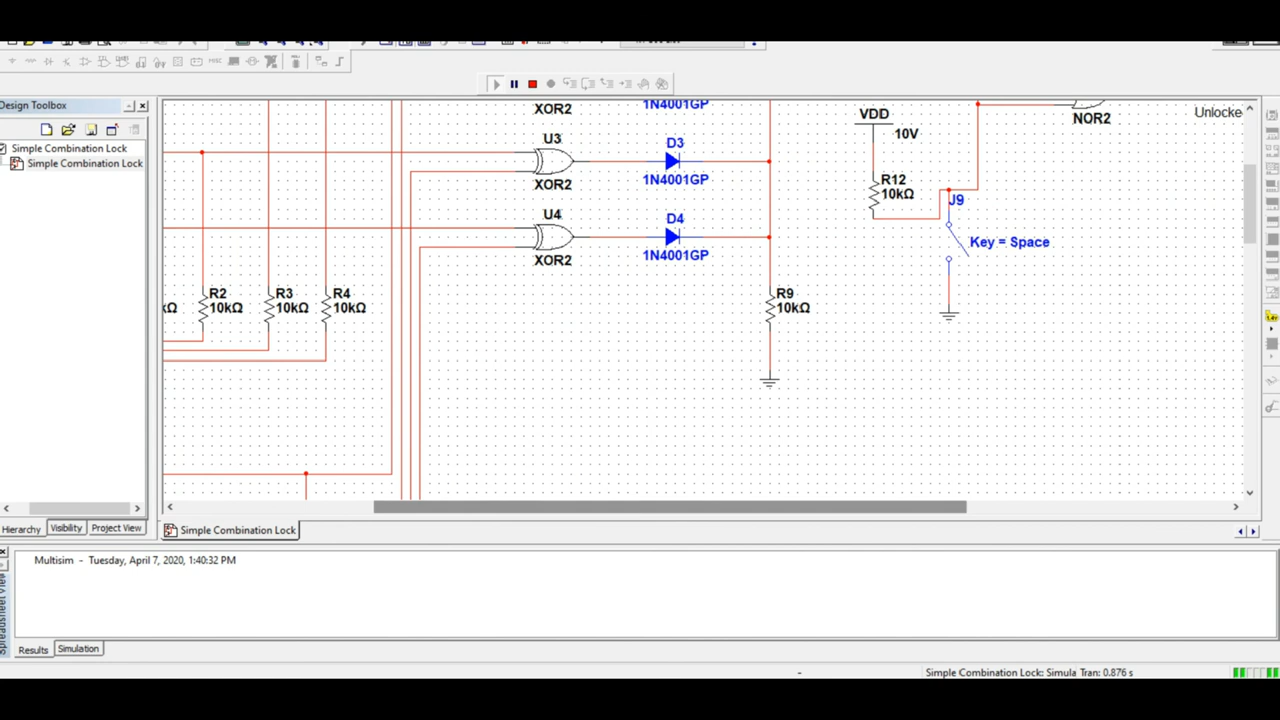 Design Toolbox
Simple Combination Lock
Simple Combination Lock
XOR2
1N4001GP
U3
XOR2
D3
1N4001GP
U4
XOR2
D4
1N4001GP
VDD
10V
R12
10kΩ
J9
Key = Space
NOR2
Unlocke
kΩ
R2
10kΩ
R3
10kΩ
R4
10kΩ
R9
10kΩ
Hierarchy
Visibility
Project View
Simple Combination Lock
Multisim - Tuesday, April 7, 2020, 1:40:32 PM
Spreadsheet View
Results
Simulation
-
Simple Combination Lock: Simula Tran: 0.876 s